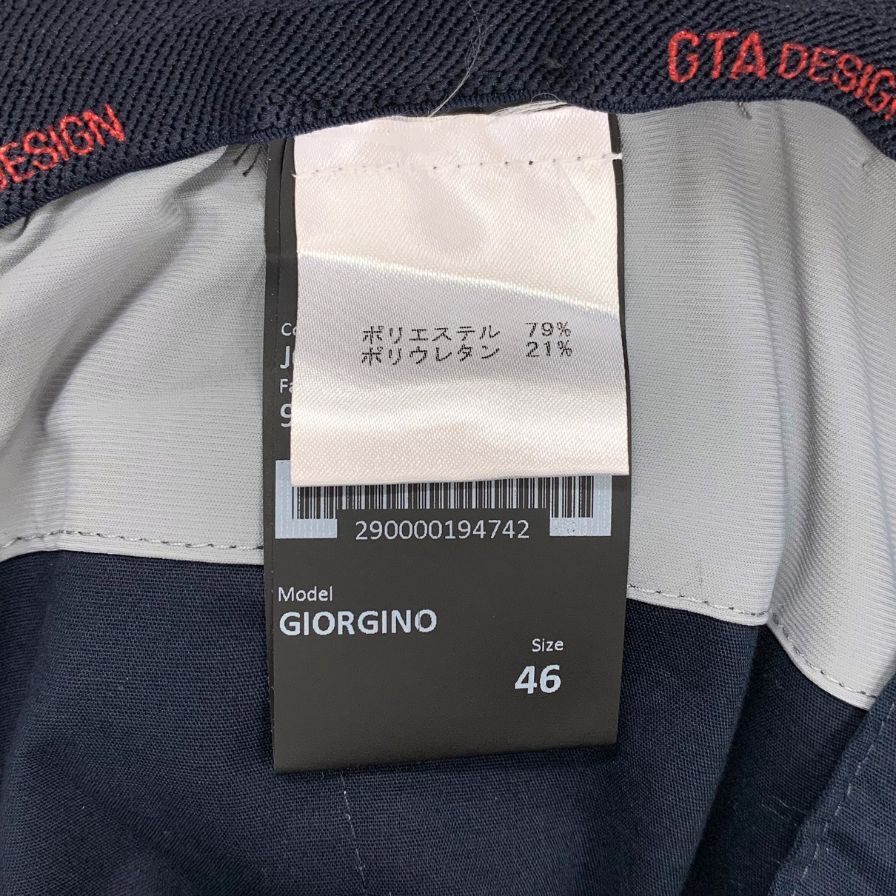 GTA DESIGN
DESIGN
ポリエステル 79%
ポリウレタン 21%
290000194742
Model
GIORGINO
Size
46